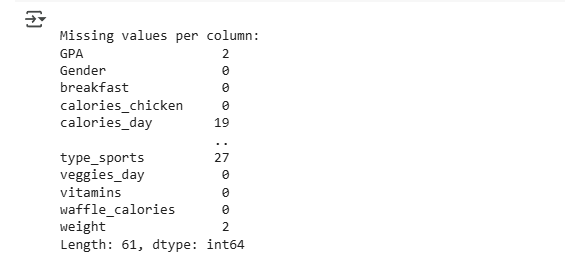 Missing values per column:
GPA                  2
Gender               0
breakfast            0
calories_chicken     0
calories_day        19
                    ..
type_sports         27
veggies_day          0
vitamins             0
waffle_calories      0
weight               2
Length: 61, dtype: int64